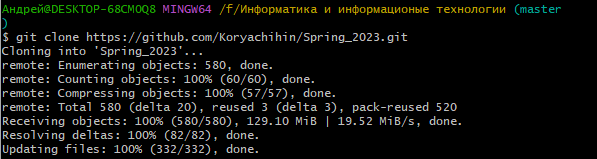 Андрей@DESKTOP-68CM0Q8 MINGW64 /f/Информатика и информационые технологии (master
)
$ git clone https://github.com/Koryachihin/Spring_2023.git
Cloning into 'Spring_2023'...
remote: Enumerating objects: 580, done.
remote: Counting objects: 100% (60/60), done.
remote: Compressing objects: 100% (57/57), done.
remote: Total 580 (delta 20), reused 3 (delta 3), pack-reused 520
Receiving objects: 100% (580/580), 129.10 MiB | 19.52 MiB/s, done.
Resolving deltas: 100% (82/82), done.
Updating files: 100% (332/332), done.